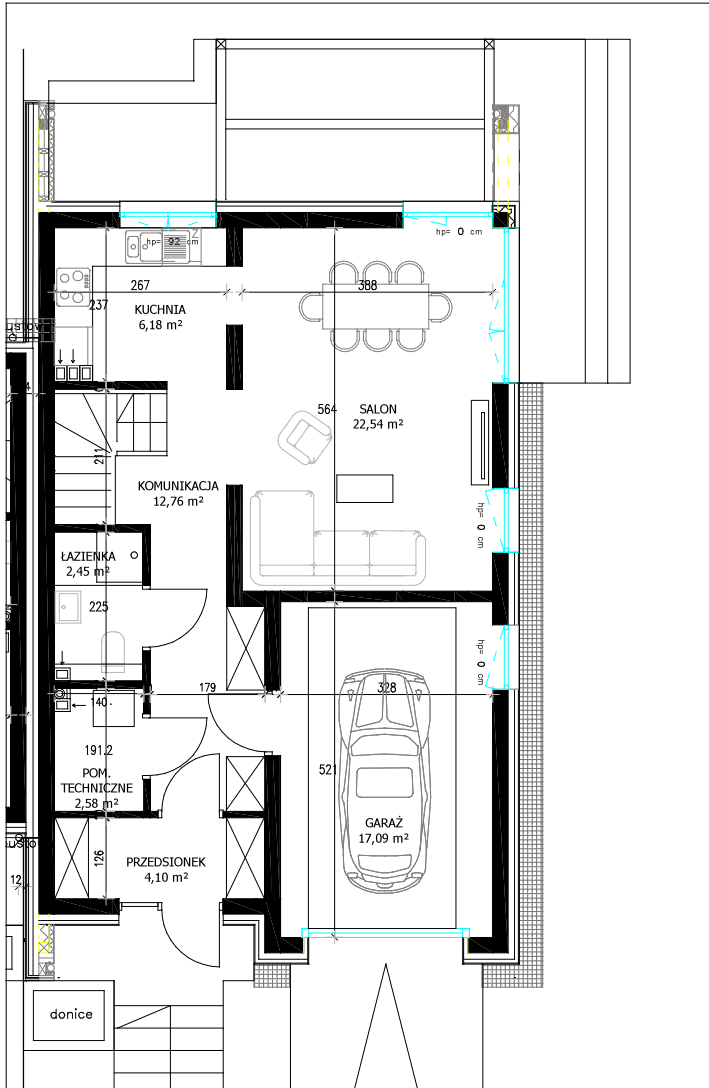 hp= 92 cm
hp= 0 cm
267
388
237
KUCHNIA
6,18 m²
564
SALON
22,54 m²
211
KOMUNIKACJA
12,76 m²
hp= 0 cm
ŁAZIENKA
2,45 m²
225
hp= 0 cm
179
328
140
191.2
POM.
TECHNICZNE
2,58 m²
521
GARAŻ
17,09 m²
126
PRZEDSIONEK
4,10 m²
12
donice